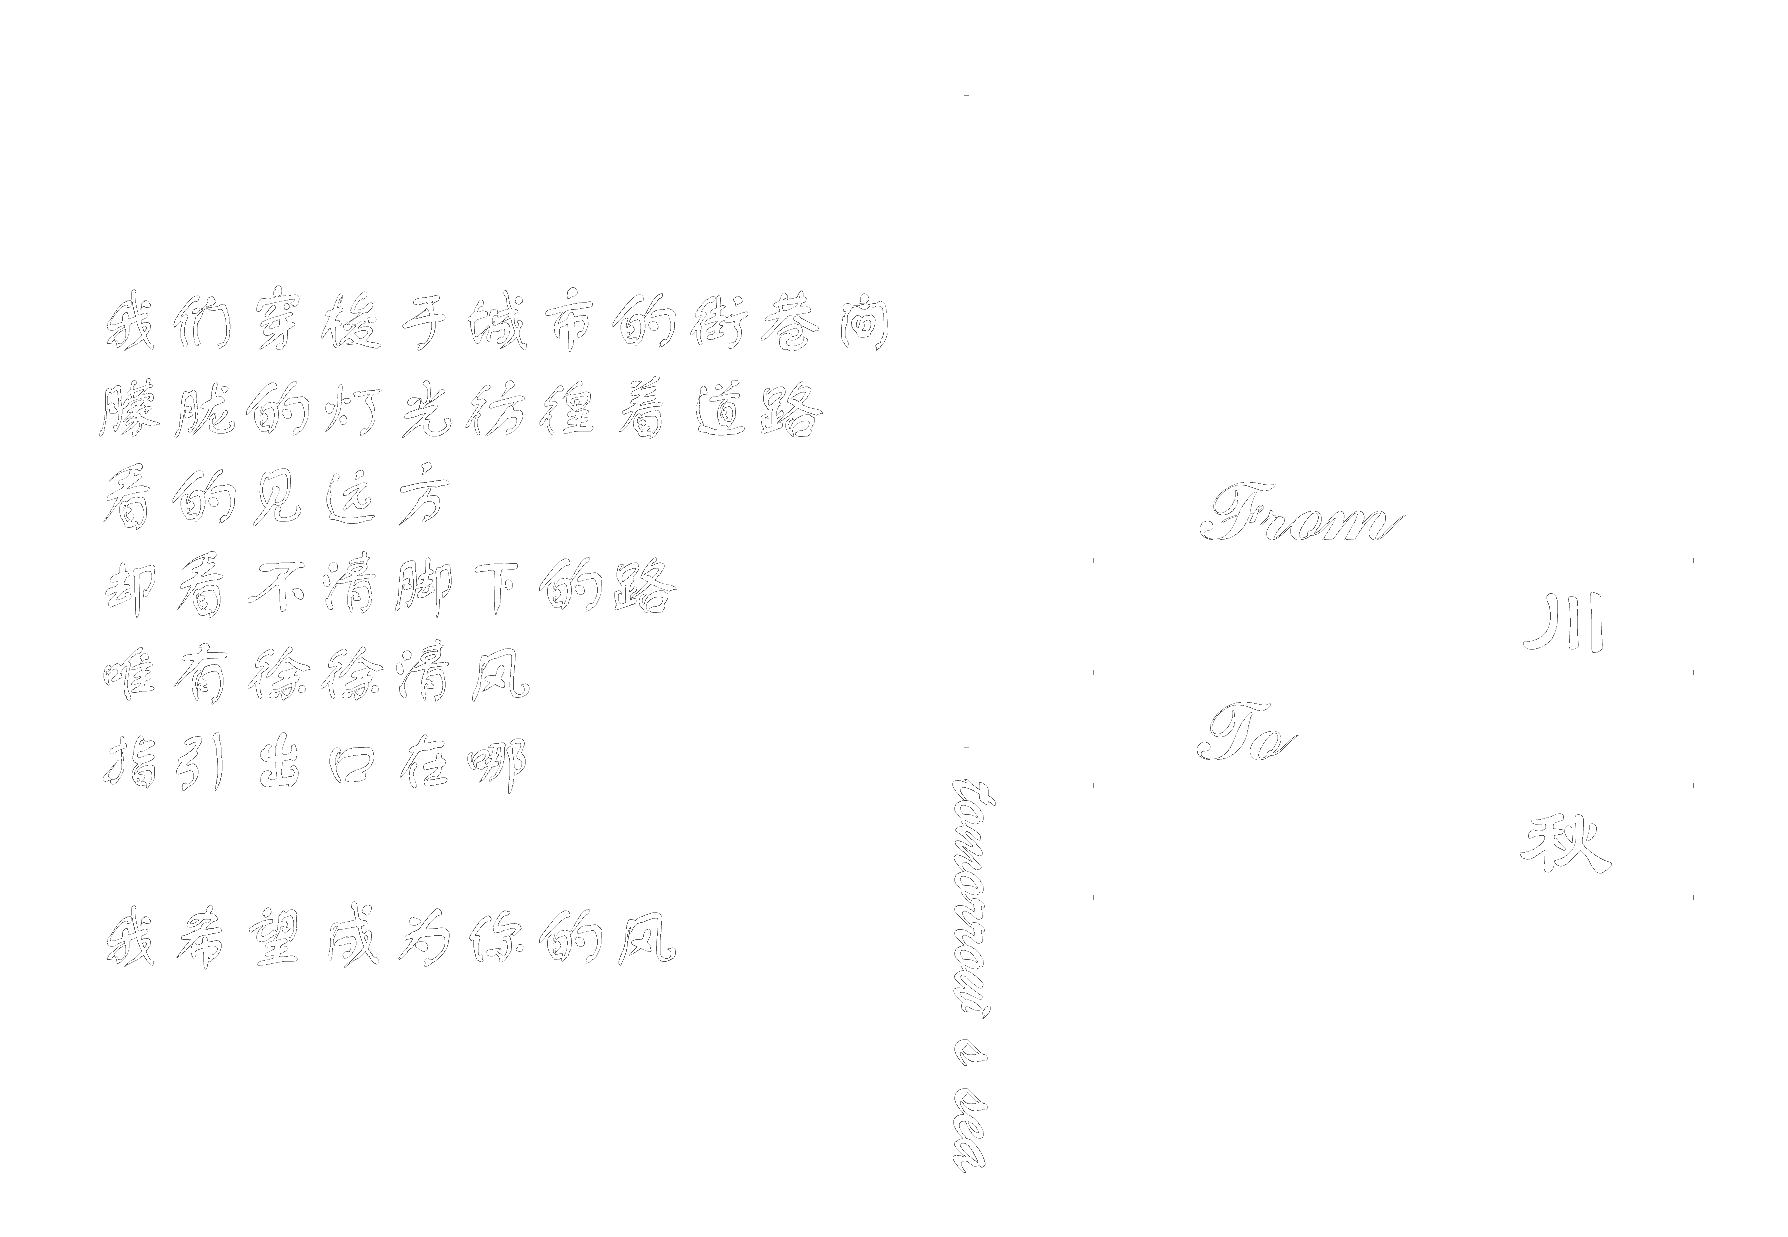 我们穿梭于城市的街巷间
朦胧的灯光彷徨着道路
看的见远方
却看不清脚下的路
唯有徐徐清风
指引出口在哪
我希望成为你的风
tomorrow' s sea
From
川
To
秋